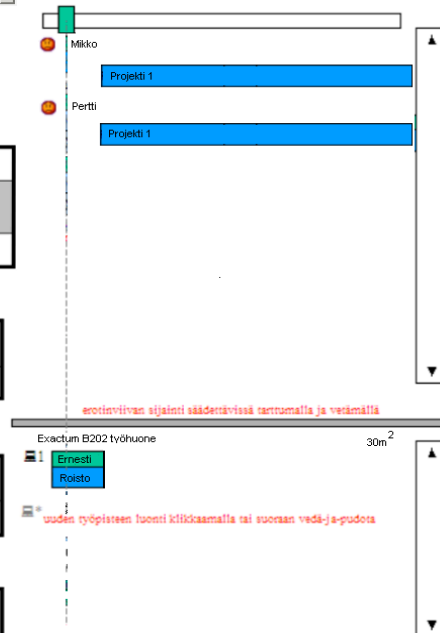 Mikko
Projekti 1
Pertti
Projekti 1
erotinviivan sijainti säädettävissä tarttumalla ja vetämällä
Exactum B202 työhuone
30m2
1
Ernesti
Roisto
*
uuden työpisteen luonti klikkaamalla tai suoraan vedä-ja-pudota